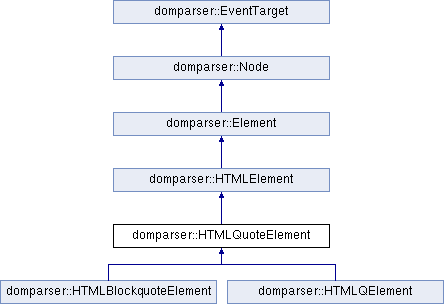 domparser::EventTarget
domparser::Node
domparser::Element
domparser::HTMLElement
domparser::HTMLQuoteElement
domparser::HTMLBlockquoteElement
domparser::HTMLQElement